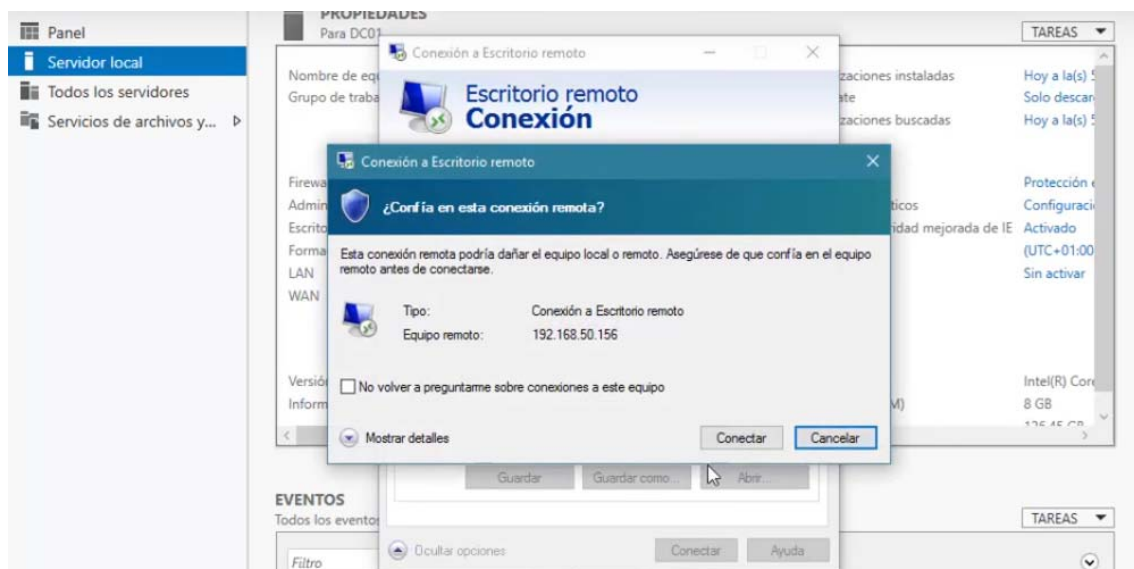 Panel
Servidor local
Todos los servidores
Servicios de archivos y...
PROPIEDADES
Para DC01
TAREAS
Nombre de
Grupo de traba
zaciones instaladas
zaciones buscadas
Hoy a la(s)
Solo descar
Hoy a la(s)
Conexión a Escritorio remoto
Escritorio remoto
Conexión
Conexión a Escritorio remoto
¿Confía en esta conexión remota?
Esta conexión remota podría dañar el equipo local o remoto. Asegúrese de que confía en el equipo
remoto antes de conectarse.
Tipo: Conexión a Escritorio remoto
Equipo remoto: 192.168.50.156
No volver a preguntarme sobre conexiones a este equipo
Mostrar detalles
Conectar
Cancelar
Firewa
Admin
Escrito
Forma
LAN
WAN
Versión
Inform
ticos
idad mejorada de IE
M)
Protección
Configuraci
Activado
(UTC+01:00
Sin activar
Intel(R) Core
8 GB
Guardar
Guardar como...
Abrir...
Ocultar opciones
Conectar
Ayuda
EVENTOS
Todos los eventos
TAREAS
Filtro